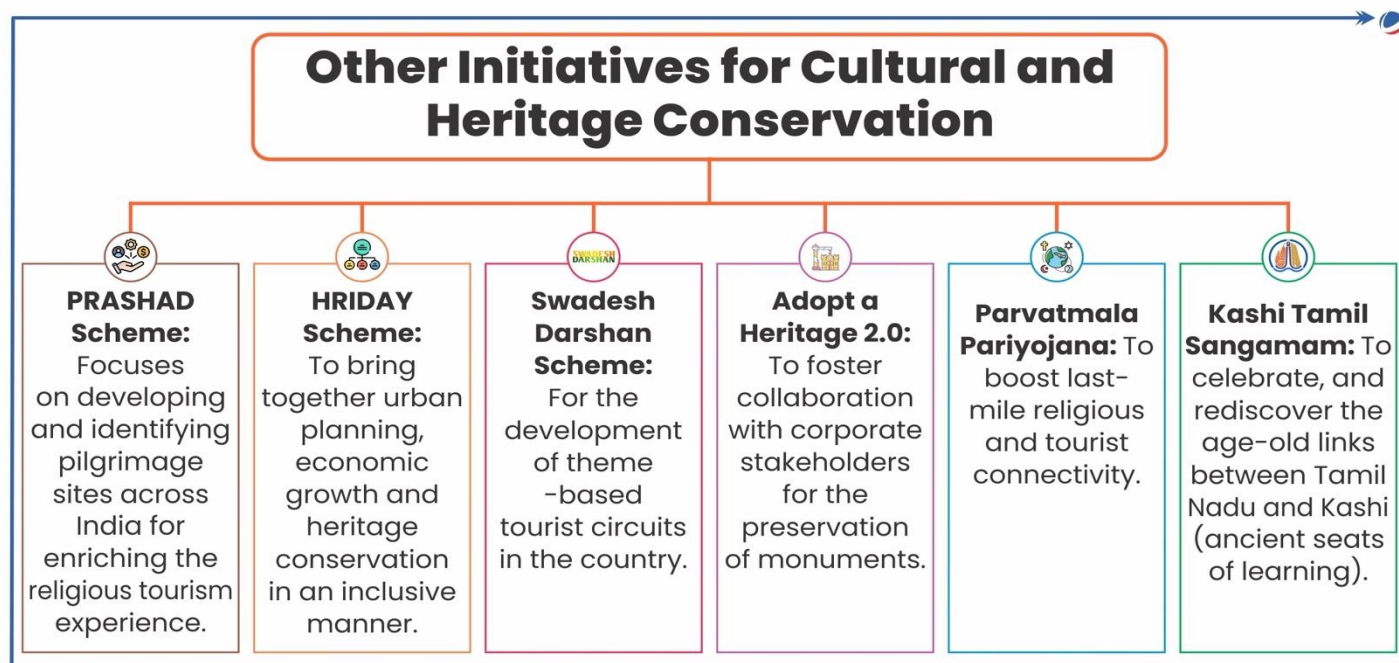 Other Initiatives for Cultural and
Heritage Conservation
PRASHAD
Scheme:
Focuses
on developing
and identifying
pilgrimage
sites across
India for
enriching the
religious tourism
experience.
HRIDAY
Scheme:
To bring
together urban
planning,
economic
growth and
heritage
conservation
in an inclusive
manner.
SWADESH
DARSHAN
Swadesh
Darshan
Scheme:
For the
development
of theme
-based
tourist circuits
in the country.
Adopt a
Heritage 2.0:
To foster
collaboration
with corporate
stakeholders
for the
preservation
of monuments.
Parvatmala
Pariyojana: To
boost last-
mile religious
and tourist
connectivity.
Kashi Tamil
Sangamam: To
celebrate, and
rediscover the
age-old links
between Tamil
Nadu and Kashi
(ancient seats
of learning).